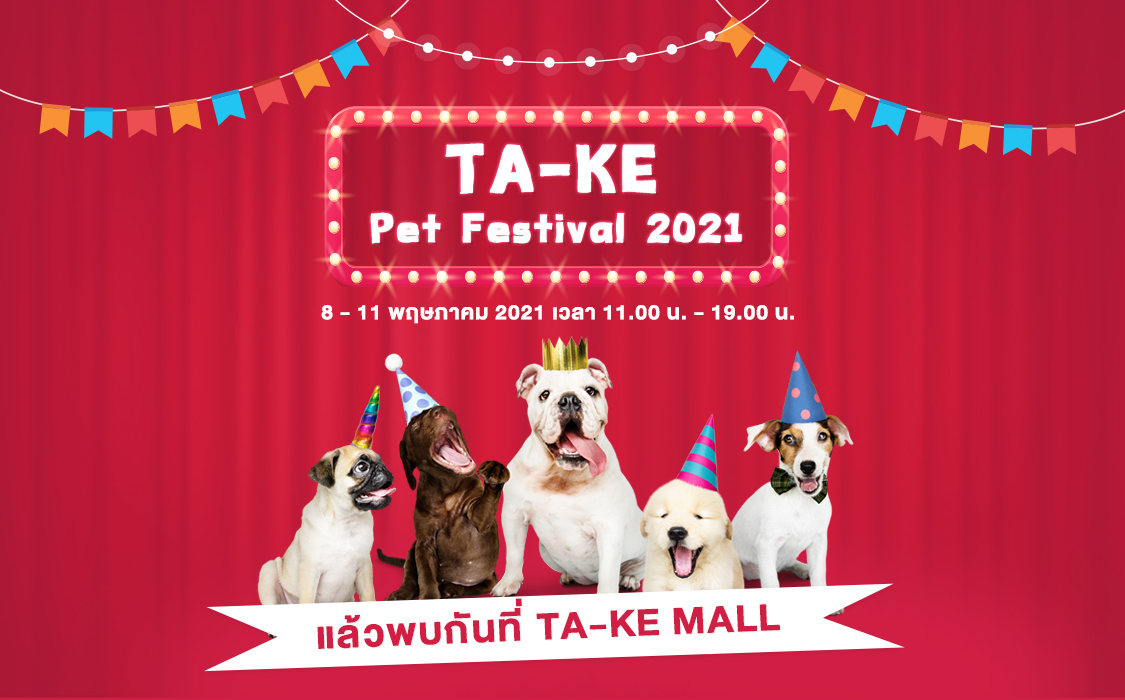 TA-KE
Pet Festival 2021
8 - 11 พฤษภาคม 2021 เวลา 11.00 น. - 19.00 น.
แล้วพบกันที่ TA-KE MALL